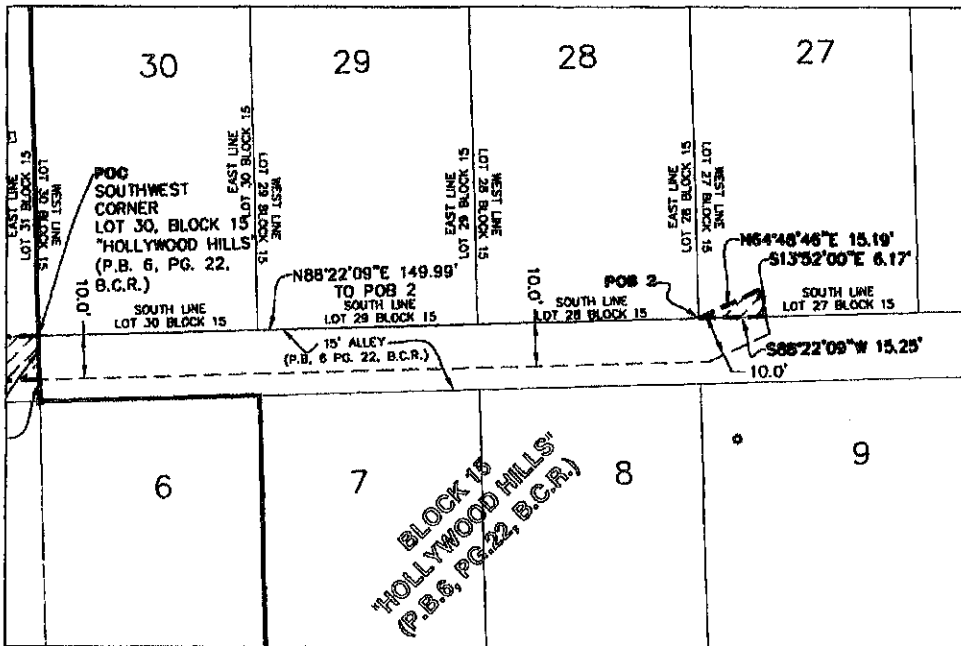 30
29
28
27
EAST LINE
LOT 31 BLOCK 15
WEST LINE
LOT 30 BLOCK 15
EAST LINE
LOT 30 BLOCK 15
WEST LINE
LOT 29 BLOCK 15
EAST LINE
LOT 29 BLOCK 15
WEST LINE
LOT 28 BLOCK 15
EAST LINE
LOT 28 BLOCK 15
WEST LINE
LOT 27 BLOCK 15
POC
SOUTHWEST
CORNER
LOT 30, BLOCK 15
"HOLLYWOOD HILLS"
(P.B. 6, PG. 22,
B.C.R.)
10.0'
N88°22'09"E 149.99'
TO POB 2
10.0'
POB 2
N64°48'46"E 15.19'
S13°52'00"E 6.17'
SOUTH LINE
LOT 30 BLOCK 15
SOUTH LINE
LOT 29 BLOCK 15
SOUTH LINE
LOT 28 BLOCK 15
SOUTH LINE
LOT 27 BLOCK 15
15' ALLEY
(P.B. 6 PG. 22, B.C.R.)
S88°22'09"W 15.25'
10.0'
6
7
8
9
BLOCK 15
"HOLLYWOOD HILLS"
(P.B.6, PG.22, B.C.R.)